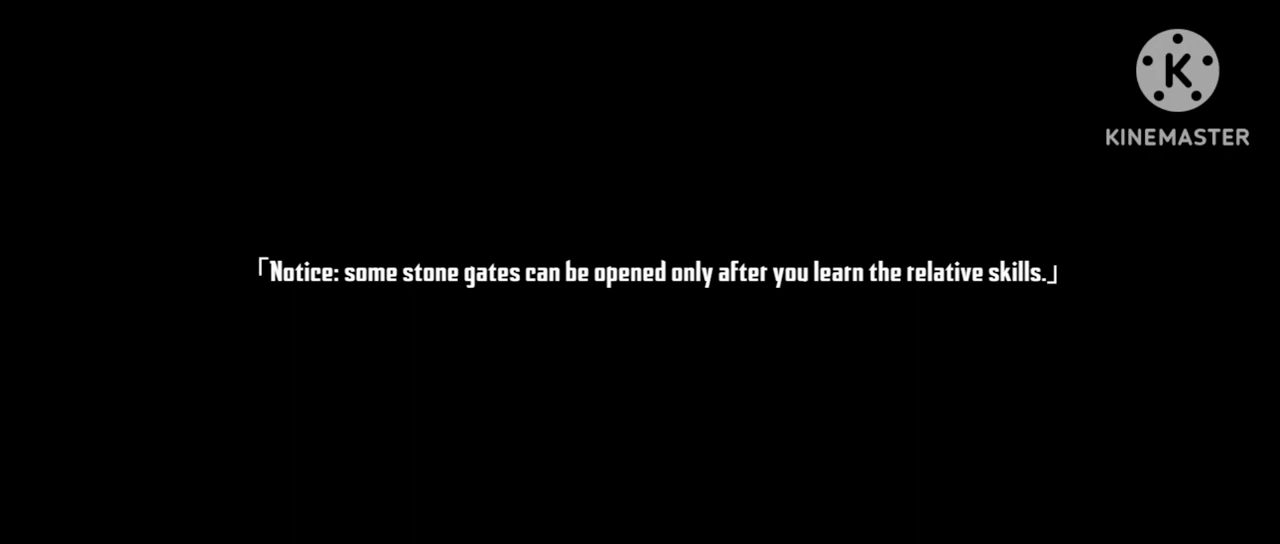 K
KINEMASTER
「Notice: some stone gates can be opened only after you learn the relative skills.」